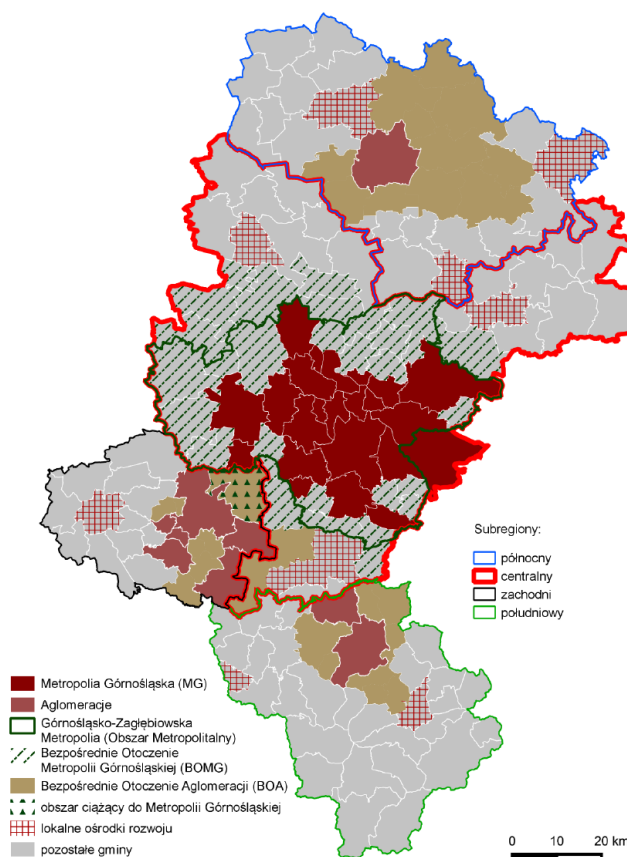 Subregiony:
północny
centralny
zachodni
południowy
Metropolia Górnośląska (MG)
Aglomeracje
Górnośląsko-Zagłębiowska
Metropolia (Obszar Metropolitalny)
Bezpośrednie Otoczenie
Metropolii Górnośląskiej (BOMG)
Bezpośrednie Otoczenie Aglomeracji (BOA)
obszar ciążący do Metropolii Górnośląskiej
lokalne ośrodki rozwoju
pozostałe gminy
0 20 km